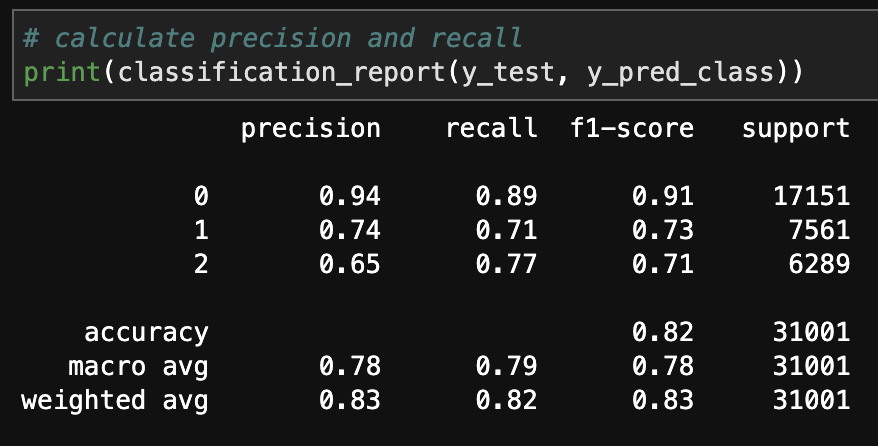 # calculate precision and recall
print(classification_report(y_test, y_pred_class))
precision recall f1-score support
0 0.94 0.89 0.91 17151
1 0.74 0.71 0.73 7561
2 0.65 0.77 0.71 6289
accuracy 0.82 31001
macro avg 0.78 0.79 0.78 31001
weighted avg 0.83 0.82 0.83 31001